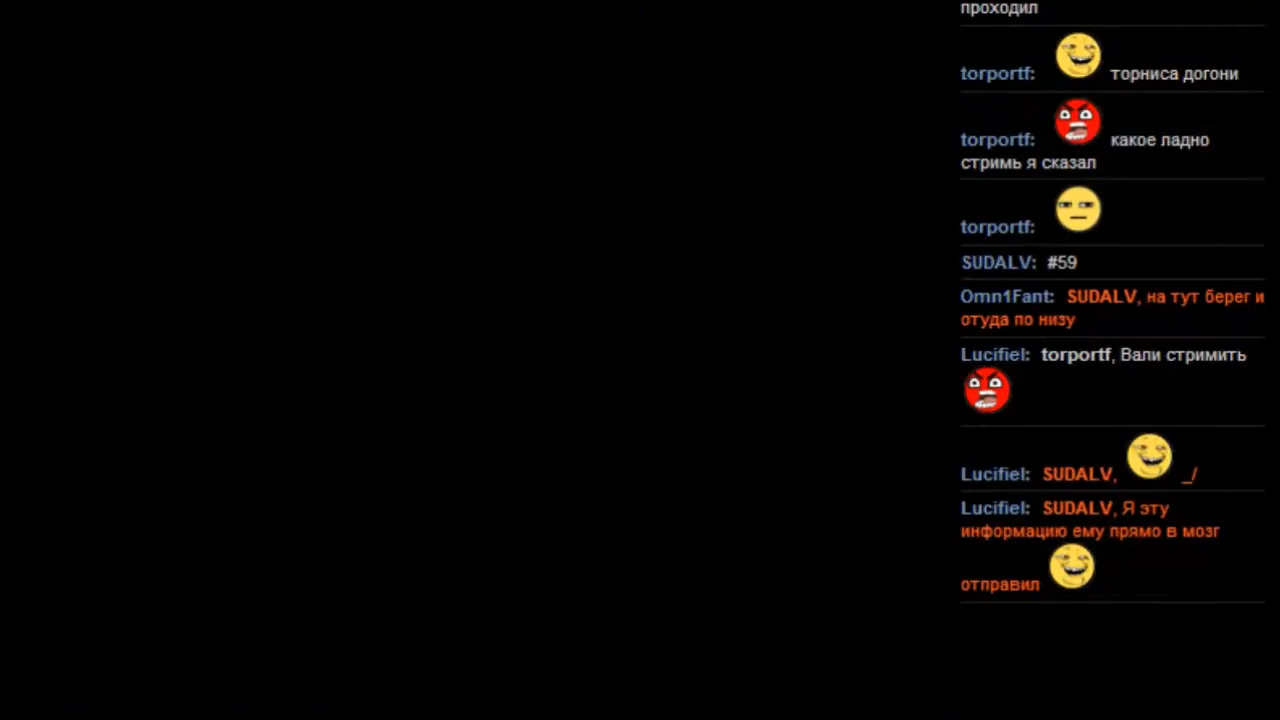 проходил
torportf: торниса догони
torportf: какое ладно
стримь я сказал
torportf:
SUDALV: #59
Omn1Fant: SUDALV, на тут берег и
отуда по низу
Lucifiel: torportf, Вали стримить
Lucifiel: SUDALV, _/
Lucifiel: SUDALV, Я эту
информацию ему прямо в мозг
отправил